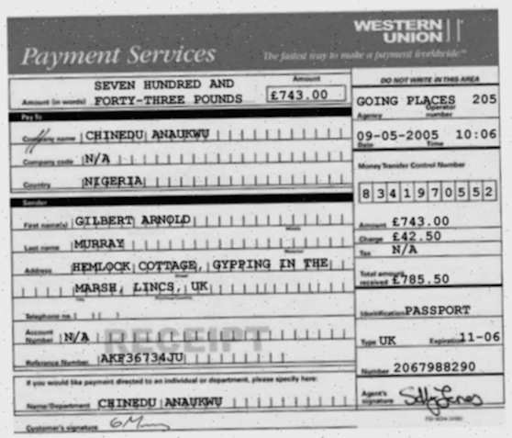 WESTERN
UNION
Payment Services
The fastest way to make a payment worldwide
SEVEN HUNDRED AND
Amount (in words) FORTY-THREE POUNDS
Amount
£743.00
DO NOT WRITE IN THIS AREA
GOING PLACES 205
Agency Operator number
Pay To
Company name CHINEDU ANAUKWU
09-05-2005 10:06
Date Time
Company code N/A
Country NIGERIA
Money Transfer Control Number
8341970552
Sender
First name(s) GILBERT ARNOLD
Amount £743.00
Charge £42.50
Tax N/A
Last name MURRAY
Address HEMLOCK COTTAGE, GYPPING IN THE
MARSH, LINCS, UK
Total amount
received £785.50
Telephone no.
Identification PASSPORT
Account
Number N/A
RECEIPT
Type UK Expiration 11-06
Reference Number AKF36734JU
Number 2067988290
If you would like payment directed to an individual or department, please specify here:
Name/Department CHINEDU ANAUKWU
Agent's
signature
Customer's signature GM